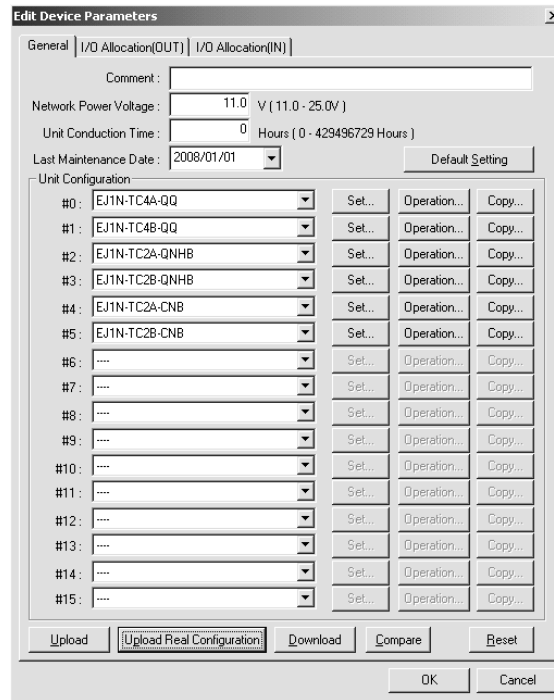 Edit Device Parameters
General I/O Allocation(OUT) I/O Allocation(IN)
Comment :
Network Power Voltage : 11.0 V ( 11.0 - 25.0V )
Unit Conduction Time : 0 Hours ( 0 - 429496729 Hours )
Last Maintenance Date : 2008/01/01 Default Setting
Unit Configuration
#0 : EJ1N-TC4A-QQ Set... Operation... Copy...
#1 : EJ1N-TC4B-QQ Set... Operation... Copy...
#2 : EJ1N-TC2A-QNHB Set... Operation... Copy...
#3 : EJ1N-TC2B-QNHB Set... Operation... Copy...
#4 : EJ1N-TC2A-CNB Set... Operation... Copy...
#5 : EJ1N-TC2B-CNB Set... Operation... Copy...
#6 : ---- Set... Operation... Copy...
#7 : ---- Set... Operation... Copy...
#8 : ---- Set... Operation... Copy...
#9 : ---- Set... Operation... Copy...
#10 : ---- Set... Operation... Copy...
#11 : ---- Set... Operation... Copy...
#12 : ---- Set... Operation... Copy...
#13 : ---- Set... Operation... Copy...
#14 : ---- Set... Operation... Copy...
#15 : ---- Set... Operation... Copy...
Upload Upload Real Configuration Download Compare Reset
OK Cancel